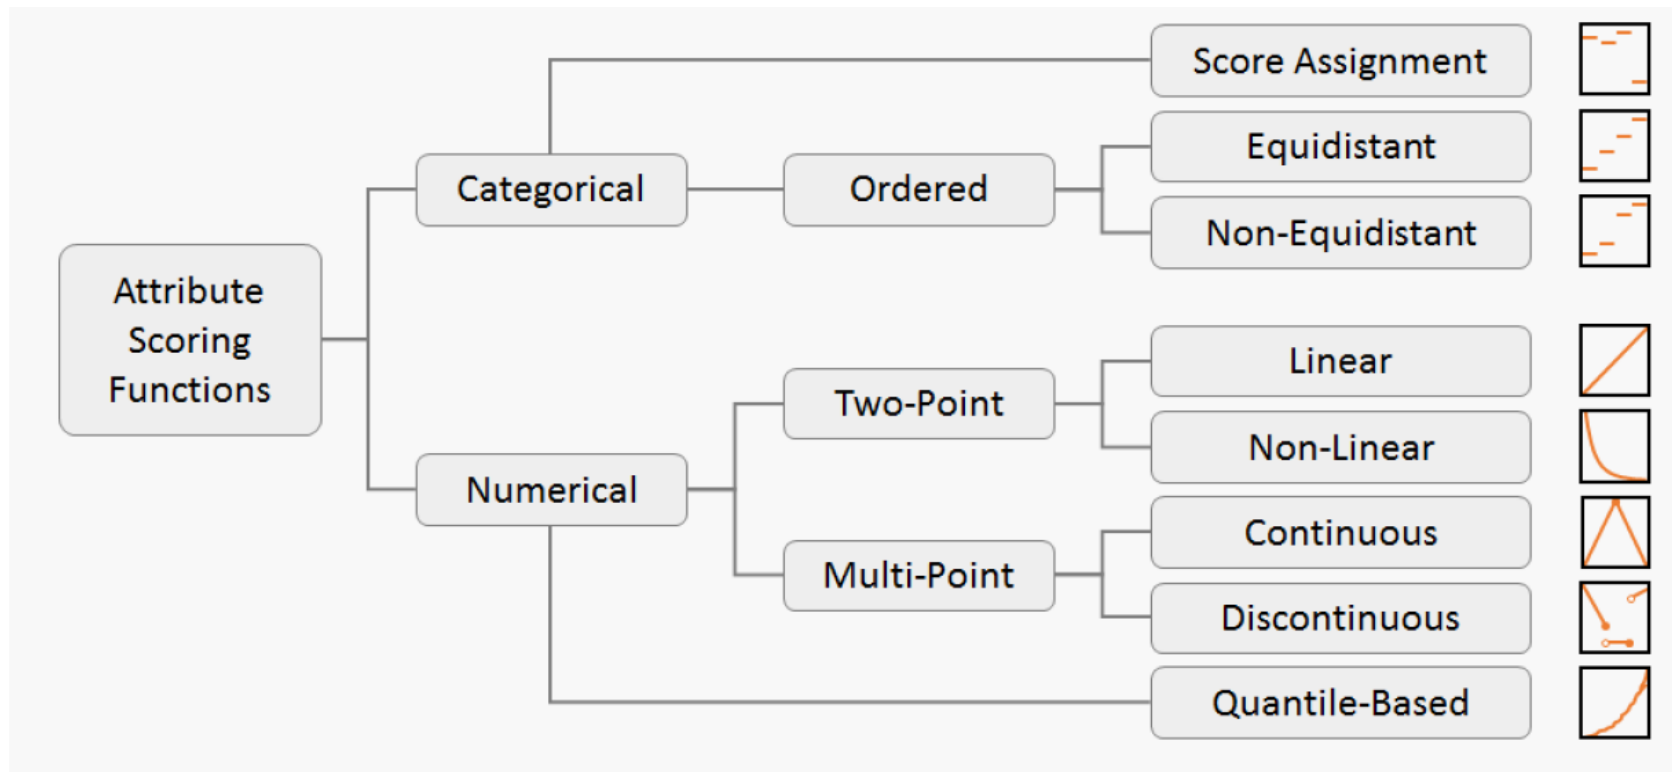 Attribute
Scoring
Functions
Categorical
Numerical
Ordered
Two-Point
Multi-Point
Score Assignment
Equidistant
Non-Equidistant
Linear
Non-Linear
Continuous
Discontinuous
Quantile-Based